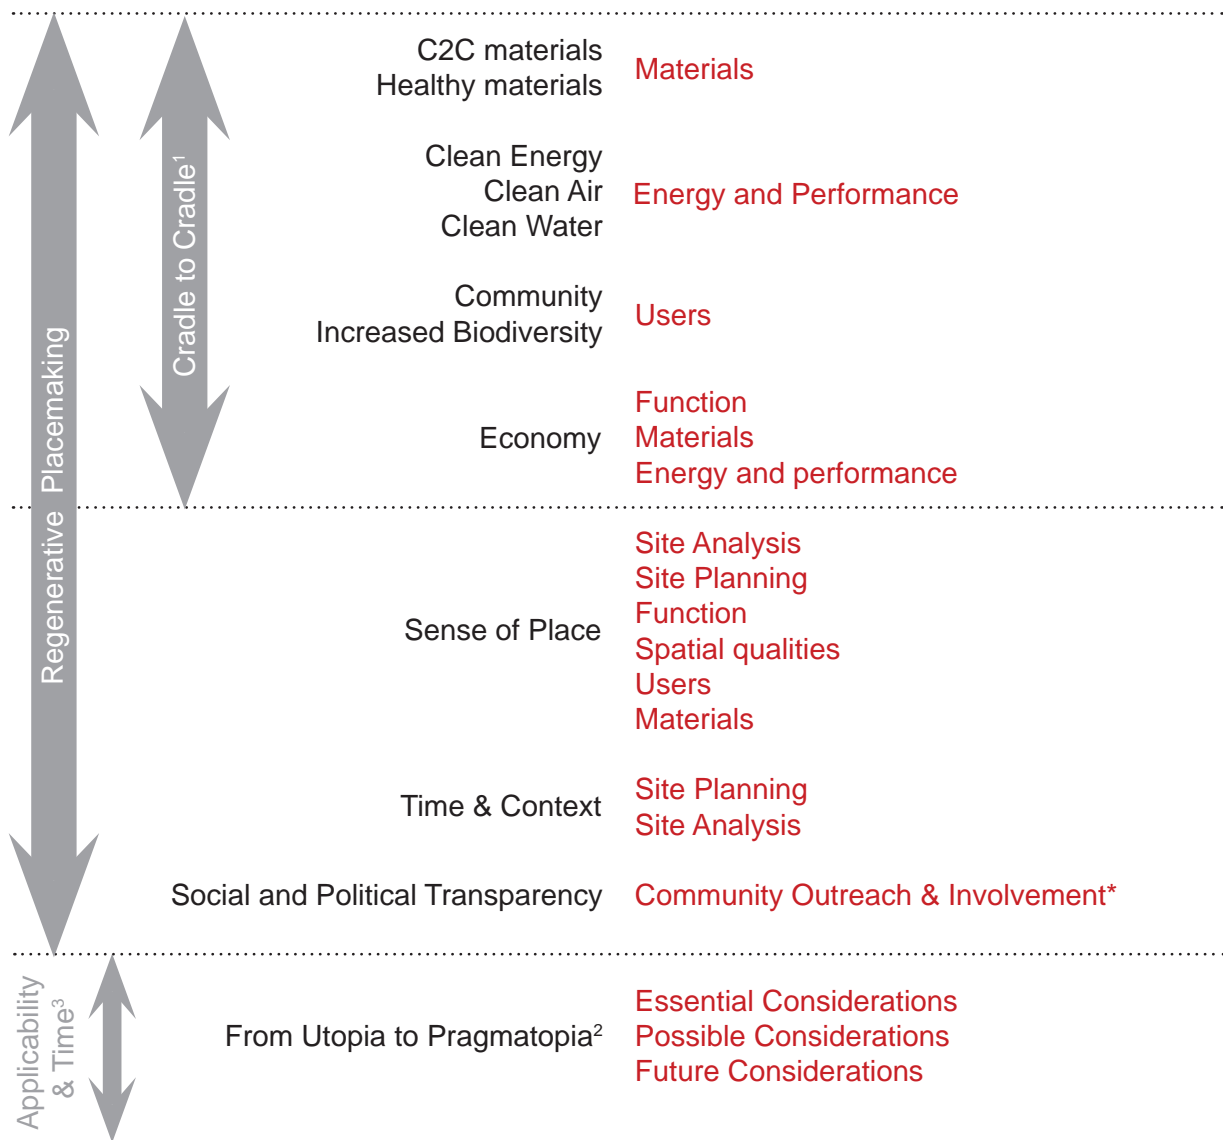 C2C materials
Healthy materials
Materials
Clean Energy
Clean Air
Clean Water
Energy and Performance
Community
Increased Biodiversity
Users
Economy
Function
Materials
Energy and performance
Cradle to Cradle¹
Regenerative Placemaking
Sense of Place
Site Analysis
Site Planning
Function
Spatial qualities
Users
Materials
Time & Context
Site Planning
Site Analysis
Social and Political Transparency
Community Outreach & Involvement*
Applicability
& Time³
From Utopia to Pragmatopia²
Essential Considerations
Possible Considerations
Future Considerations